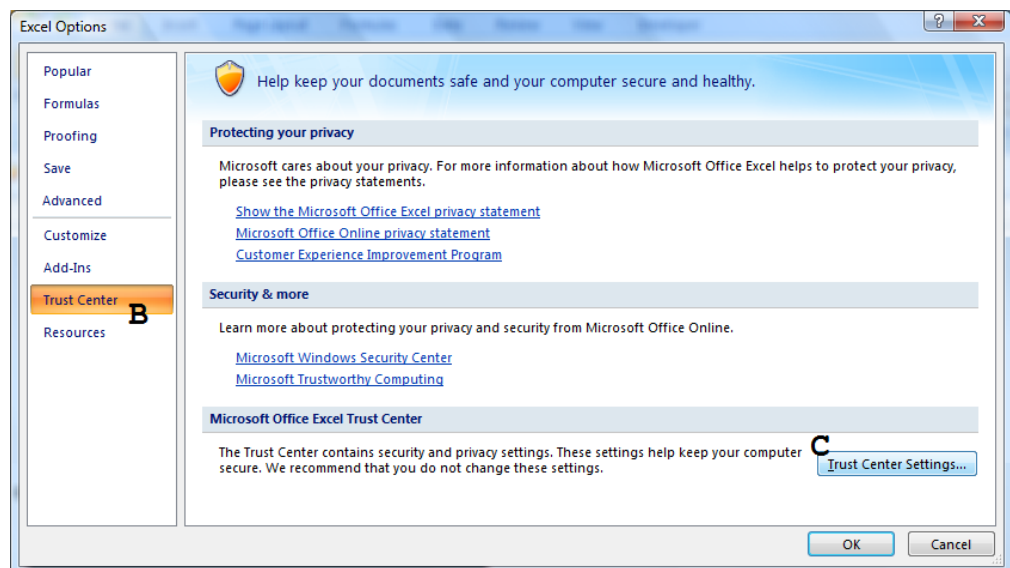 Excel Options
Popular
Formulas
Proofing
Save
Advanced
Customize
Add-Ins
Trust Center
B
Resources
Help keep your documents safe and your computer secure and healthy.
Protecting your privacy
Microsoft cares about your privacy. For more information about how Microsoft Office Excel helps to protect your privacy,
please see the privacy statements.
Show the Microsoft Office Excel privacy statement
Microsoft Office Online privacy statement
Customer Experience Improvement Program
Security & more
Learn more about protecting your privacy and security from Microsoft Office Online.
Microsoft Windows Security Center
Microsoft Trustworthy Computing
Microsoft Office Excel Trust Center
The Trust Center contains security and privacy settings. These settings help keep your computer
secure. We recommend that you do not change these settings.
C
Trust Center Settings...
OK
Cancel